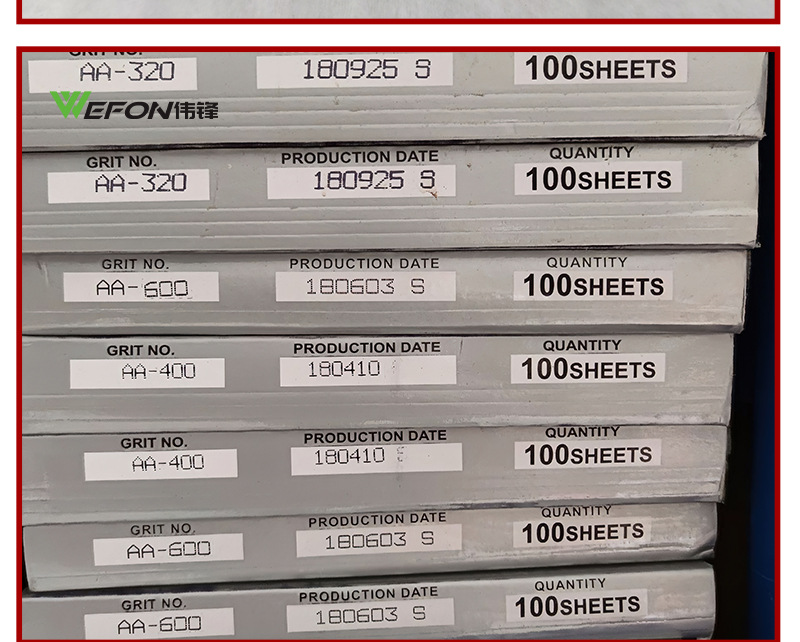 GRIT NO.
AA-320 180925 S 100SHEETS
WEFON伟锋
GRIT NO. PRODUCTION DATE QUANTITY
AA-320 180925 S 100SHEETS
GRIT NO. PRODUCTION DATE QUANTITY
AA-600 180603 S 100SHEETS
GRIT NO. PRODUCTION DATE QUANTITY
AA-400 180410 100SHEETS
GRIT NO. PRODUCTION DATE QUANTITY
AA-400 180410 100SHEETS
GRIT NO. PRODUCTION DATE QUANTITY
AA-600 180603 S 100SHEETS
GRIT NO. PRODUCTION DATE QUANTITY
AA-600 180603 S 100SHEETS